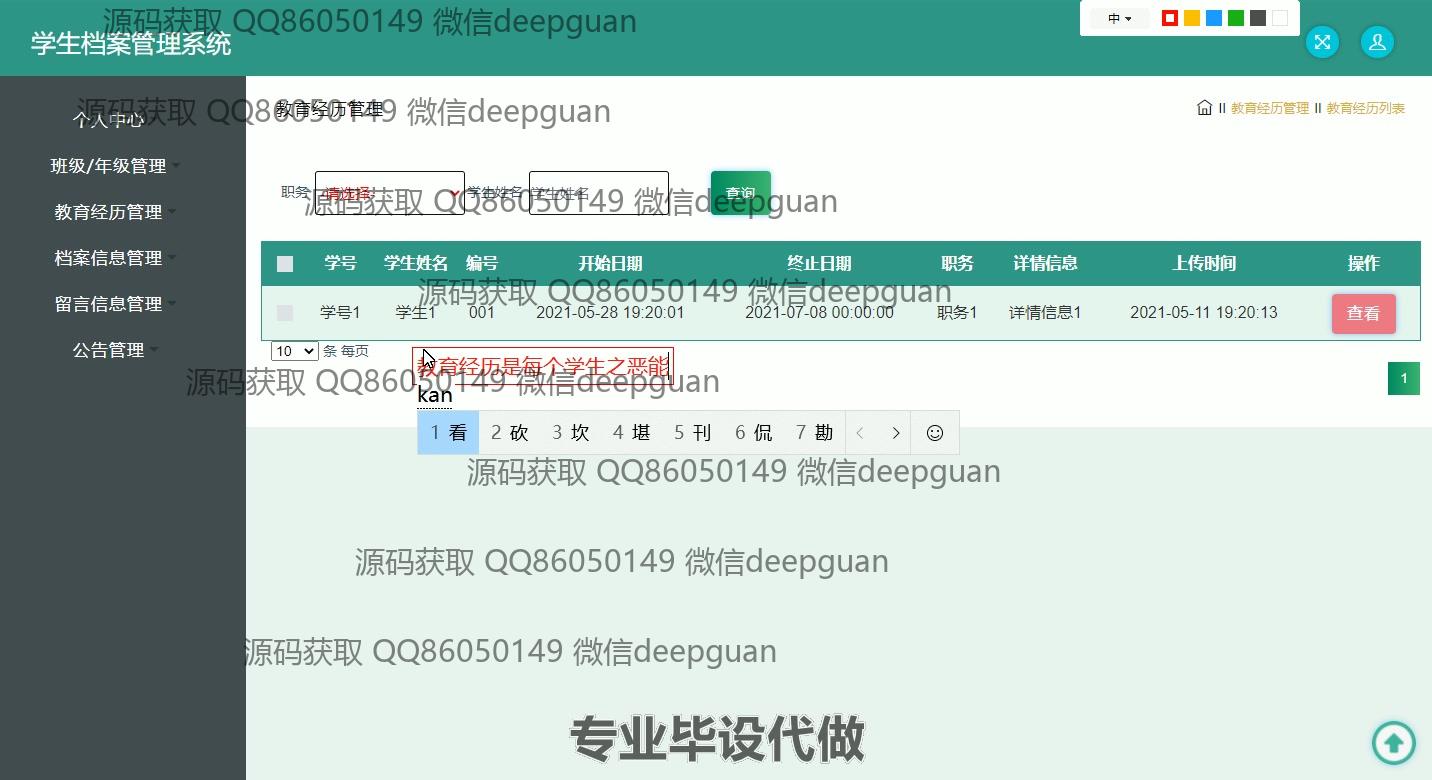 源码获取 QQ86050149 微信deepguan
中
学生档案管理系统
源码获取 QQ86050149 微信deepguan
个人中心
教育经历管理
II 教育经历管理 II 教育经历列表
班级/年级管理
职务 请选择 学生姓名 学生姓名 查询
源码获取 QQ86050149 微信deepguan
教育经历管理
档案信息管理
学号 学生姓名 编号 开始日期 终止日期 职务 详情信息 上传时间 操作
源码获取 QQ86050149 微信deepguan
留言信息管理
学号1 学生1 001 2021-05-28 19:20:01 2021-07-08 00:00:00 职务1 详情信息1 2021-05-11 19:20:13 查看
公告管理
10 条 每页
教育经历是每个学生之恶能
源码获取 QQ86050149 微信deepguan
1
kan
1 看 2 砍 3 坎 4 堪 5 刊 6 侃 7 勘
源码获取 QQ86050149 微信deepguan
源码获取 QQ86050149 微信deepguan
源码获取 QQ86050149 微信deepguan
专业毕设代做